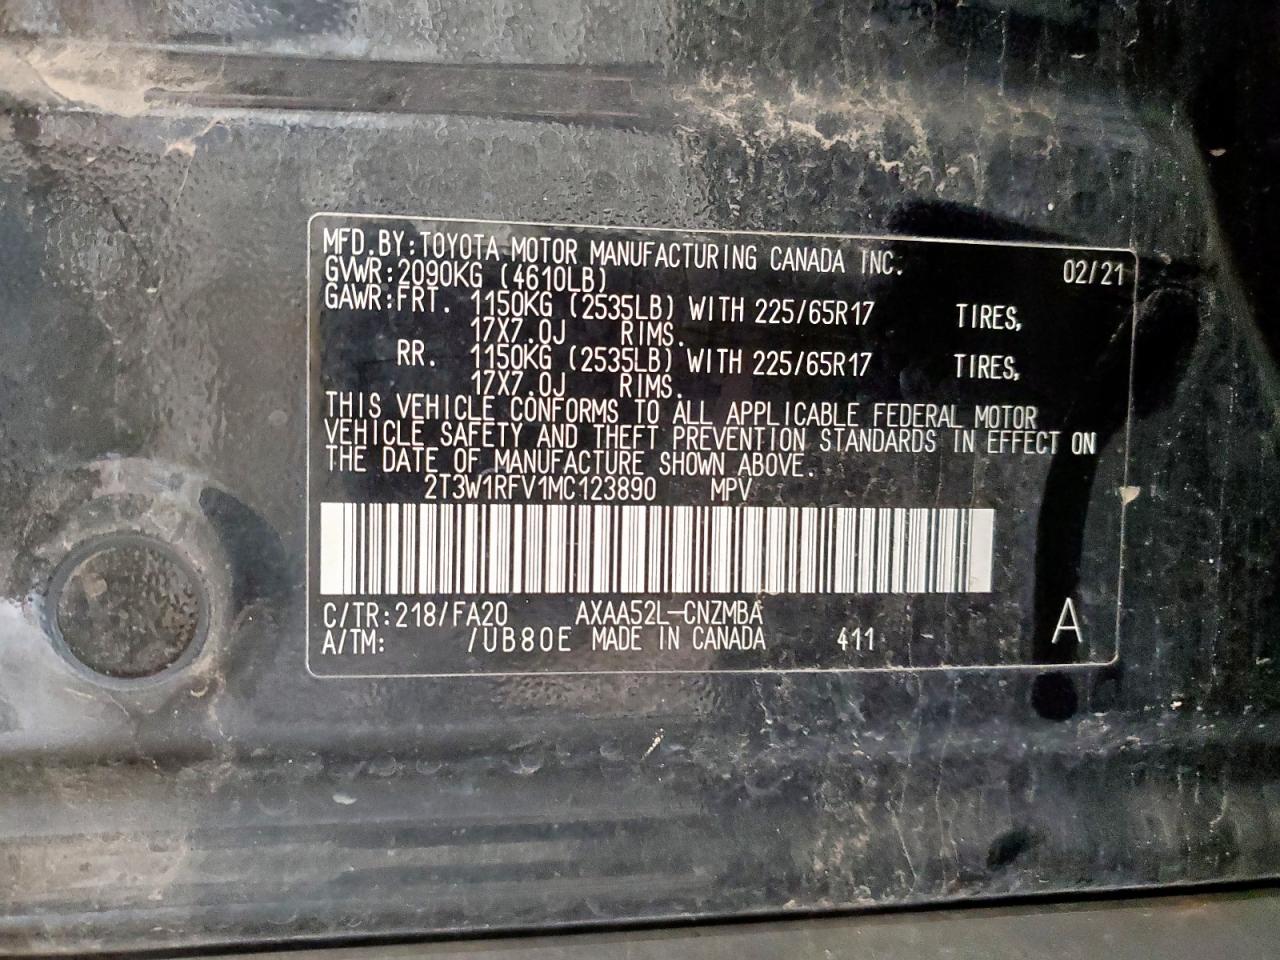 MFD.BY:TOYOTA MOTOR MANUFACTURING CANADA INC. 02/21
GVWR:2090KG (4610LB)
GAWR:FRT. 1150KG (2535LB) WITH 225/65R17 TIRES,
17X7.0J RIMS.
RR. 1150KG (2535LB) WITH 225/65R17 TIRES,
17X7.0J RIMS.
THIS VEHICLE CONFORMS TO ALL APPLICABLE FEDERAL MOTOR
VEHICLE SAFETY AND THEFT PREVENTION STANDARDS IN EFFECT ON
THE DATE OF MANUFACTURE SHOWN ABOVE.
2T3W1RFV1MC123890 MPV
C/TR:218/FA20 AXAA52L-CNZMBA A
A/TM: /UB80E MADE IN CANADA 411